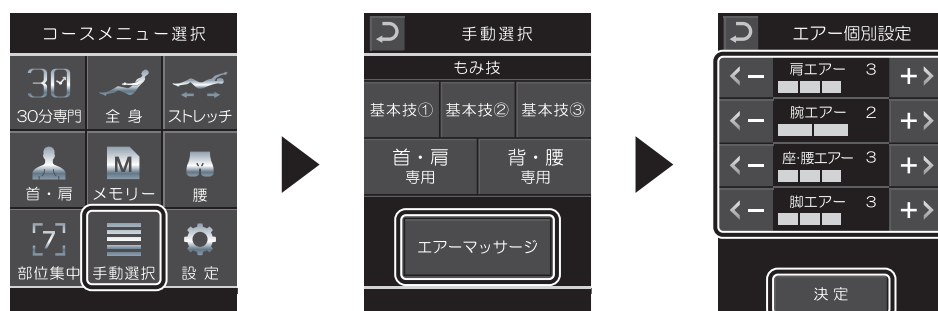 コースメニュー選択
30
30分専門
全 身
ストレッチ
首・肩
M
メモリー
腰
7
部位集中
手動選択
設 定
手動選択
もみ技
基本技①
基本技②
基本技③
首・肩
専用
背・腰
専用
エアーマッサージ
エアー個別設定
肩エアー 3
腕エアー 2
座・腰エアー 3
脚エアー 3
決 定